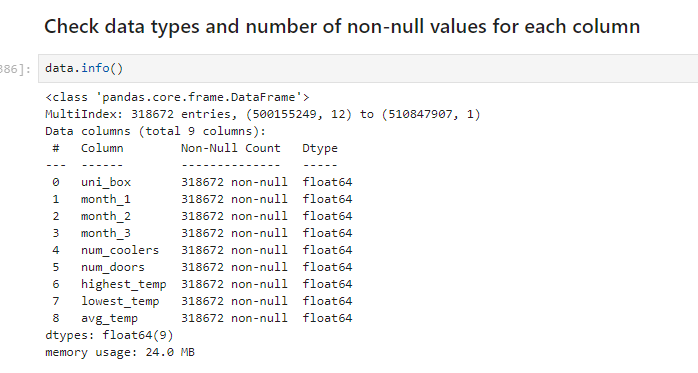 Check data types and number of non-null values for each column
386]: data.info()
<class 'pandas.core.frame.DataFrame'>
MultiIndex: 318672 entries, (500155249, 12) to (510847907, 1)
Data columns (total 9 columns):
 #   Column        Non-Null Count   Dtype
---  ------        --------------   -----
 0   uni_box       318672 non-null  float64
 1   month_1       318672 non-null  float64
 2   month_2       318672 non-null  float64
 3   month_3       318672 non-null  float64
 4   num_coolers   318672 non-null  float64
 5   num_doors     318672 non-null  float64
 6   highest_temp  318672 non-null  float64
 7   lowest_temp   318672 non-null  float64
 8   avg_temp      318672 non-null  float64
dtypes: float64(9)
memory usage: 24.0 MB